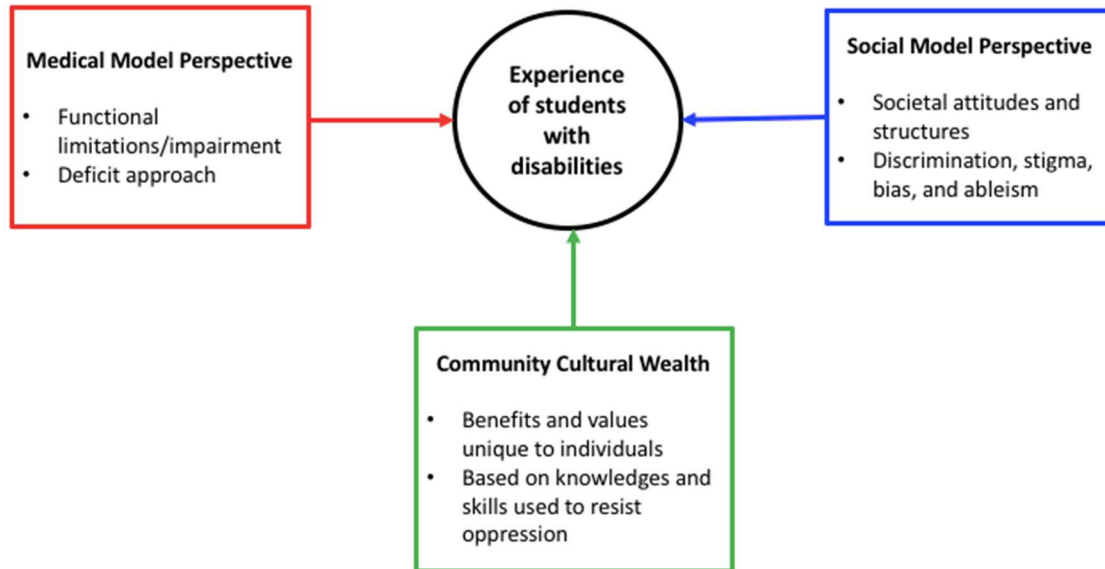 Medical Model Perspective
• Functional
limitations/impairment
• Deficit approach
Experience
of students
with
disabilities
Social Model Perspective
• Societal attitudes and
structures
• Discrimination, stigma,
bias, and ableism
Community Cultural Wealth
• Benefits and values
unique to individuals
• Based on knowledges and
skills used to resist
oppression